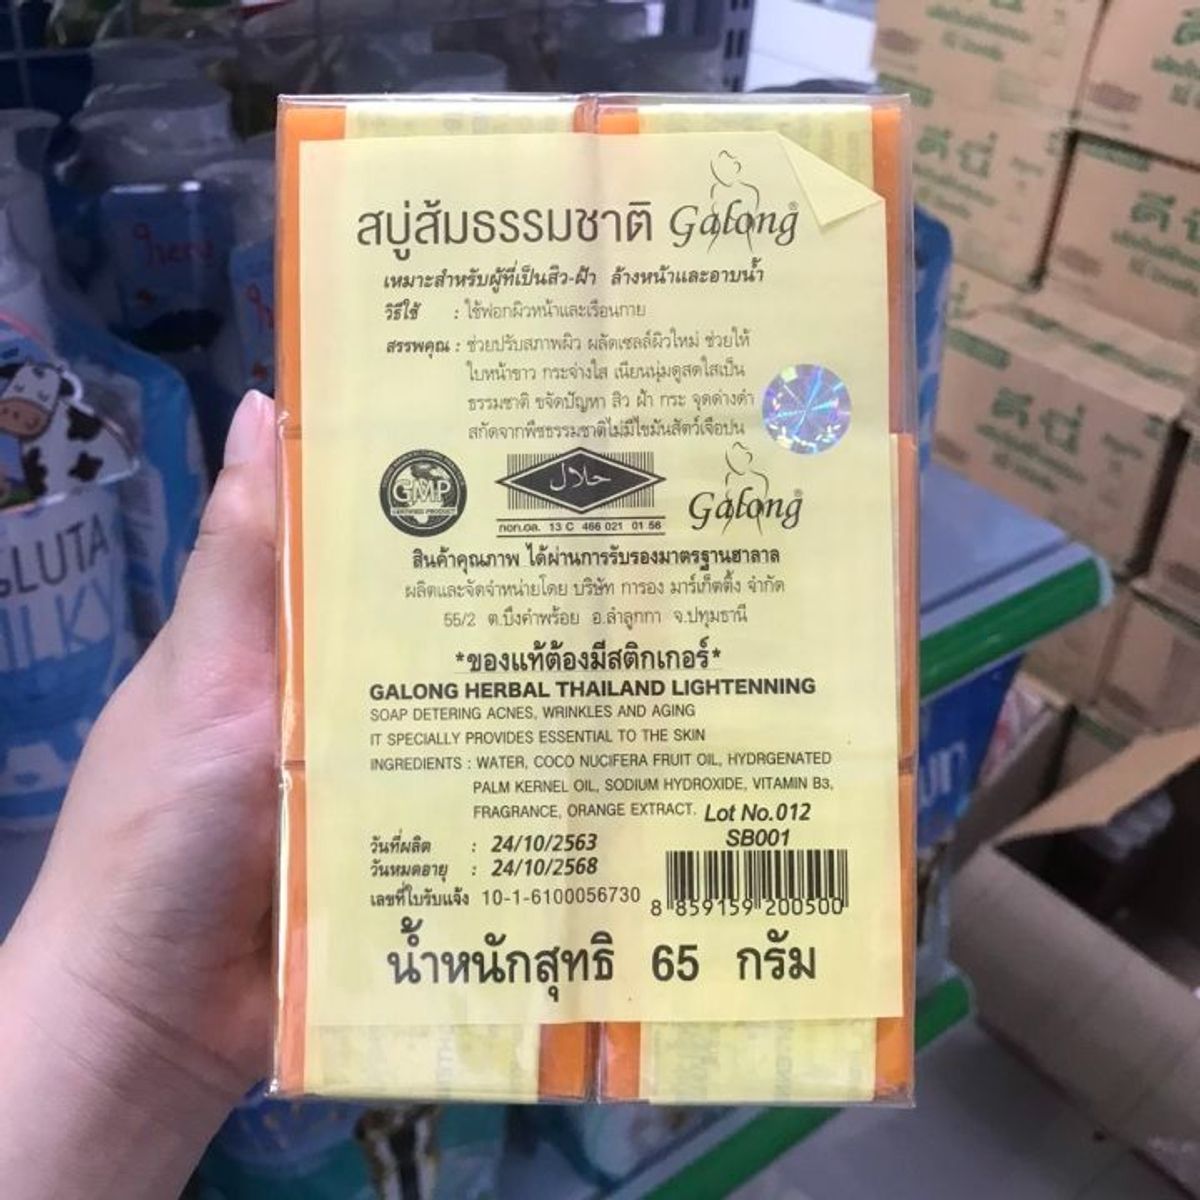 สบู่ส้มธรรมชาติ Galong®
เหมาะสำหรับผู้ที่เป็นสิว-ฝ้า ล้างหน้าและอาบน้ำ
วิธีใช้ : ใช้ฟอกผิวหน้าและเรือนกาย
สรรพคุณ : ช่วยปรับสภาพผิว ผลัดเซลล์ผิวใหม่ ช่วยให้
ใบหน้าขาว กระจ่างใส เนียนนุ่มดูสดใสเป็น
ธรรมชาติ ขจัดปัญหา สิว ฝ้า กระ จุดด่างดำ
สกัดจากพืชธรรมชาติไม่มีไขมันสัตว์เจือปน
GMP
CERTIFIED PRODUCT
حلال
กอท.ฮล. 13 C 466 021 01 56
Galong®
สินค้าคุณภาพ ได้ผ่านการรับรองมาตรฐานฮาลาล
ผลิตและจัดจำหน่ายโดย บริษัท การอง มาร์เก็ตติ้ง จำกัด
55/2 ต.บึงคำพร้อย อ.ลำลูกกา จ.ปทุมธานี
*ของแท้ต้องมีสติกเกอร์*
GALONG HERBAL THAILAND LIGHTENNING
SOAP DETERING ACNES, WRINKLES AND AGING
IT SPECIALLY PROVIDES ESSENTIAL TO THE SKIN
INGREDIENTS : WATER, COCO NUCIFERA FRUIT OIL, HYDRGENATED
PALM KERNEL OIL, SODIUM HYDROXIDE, VITAMIN B3,
FRAGRANCE, ORANGE EXTRACT. Lot No.012
SB001
วันที่ผลิต : 24/10/2563
วันหมดอายุ : 24/10/2568
เลขที่ใบรับแจ้ง 10-1-6100056730
8 859159 200500
น้ำหนักสุทธิ 65 กรัม
GLUTA
MILKY
ดีนี่
ดีนี่
ดีนี่